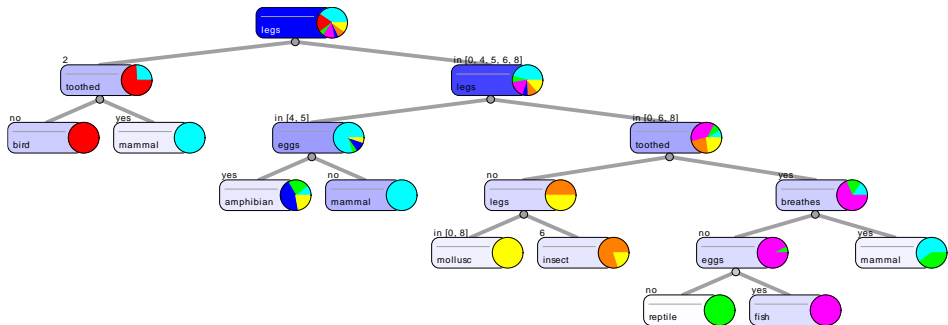 legs
2
toothed
in [0, 4, 5, 6, 8]
legs
no
bird
yes
mammal
in [4, 5]
eggs
in [0, 6, 8]
toothed
yes
amphibian
no
mammal
no
legs
yes
breathes
in [0, 8]
mollusc
6
insect
no
eggs
yes
mammal
no
reptile
yes
fish